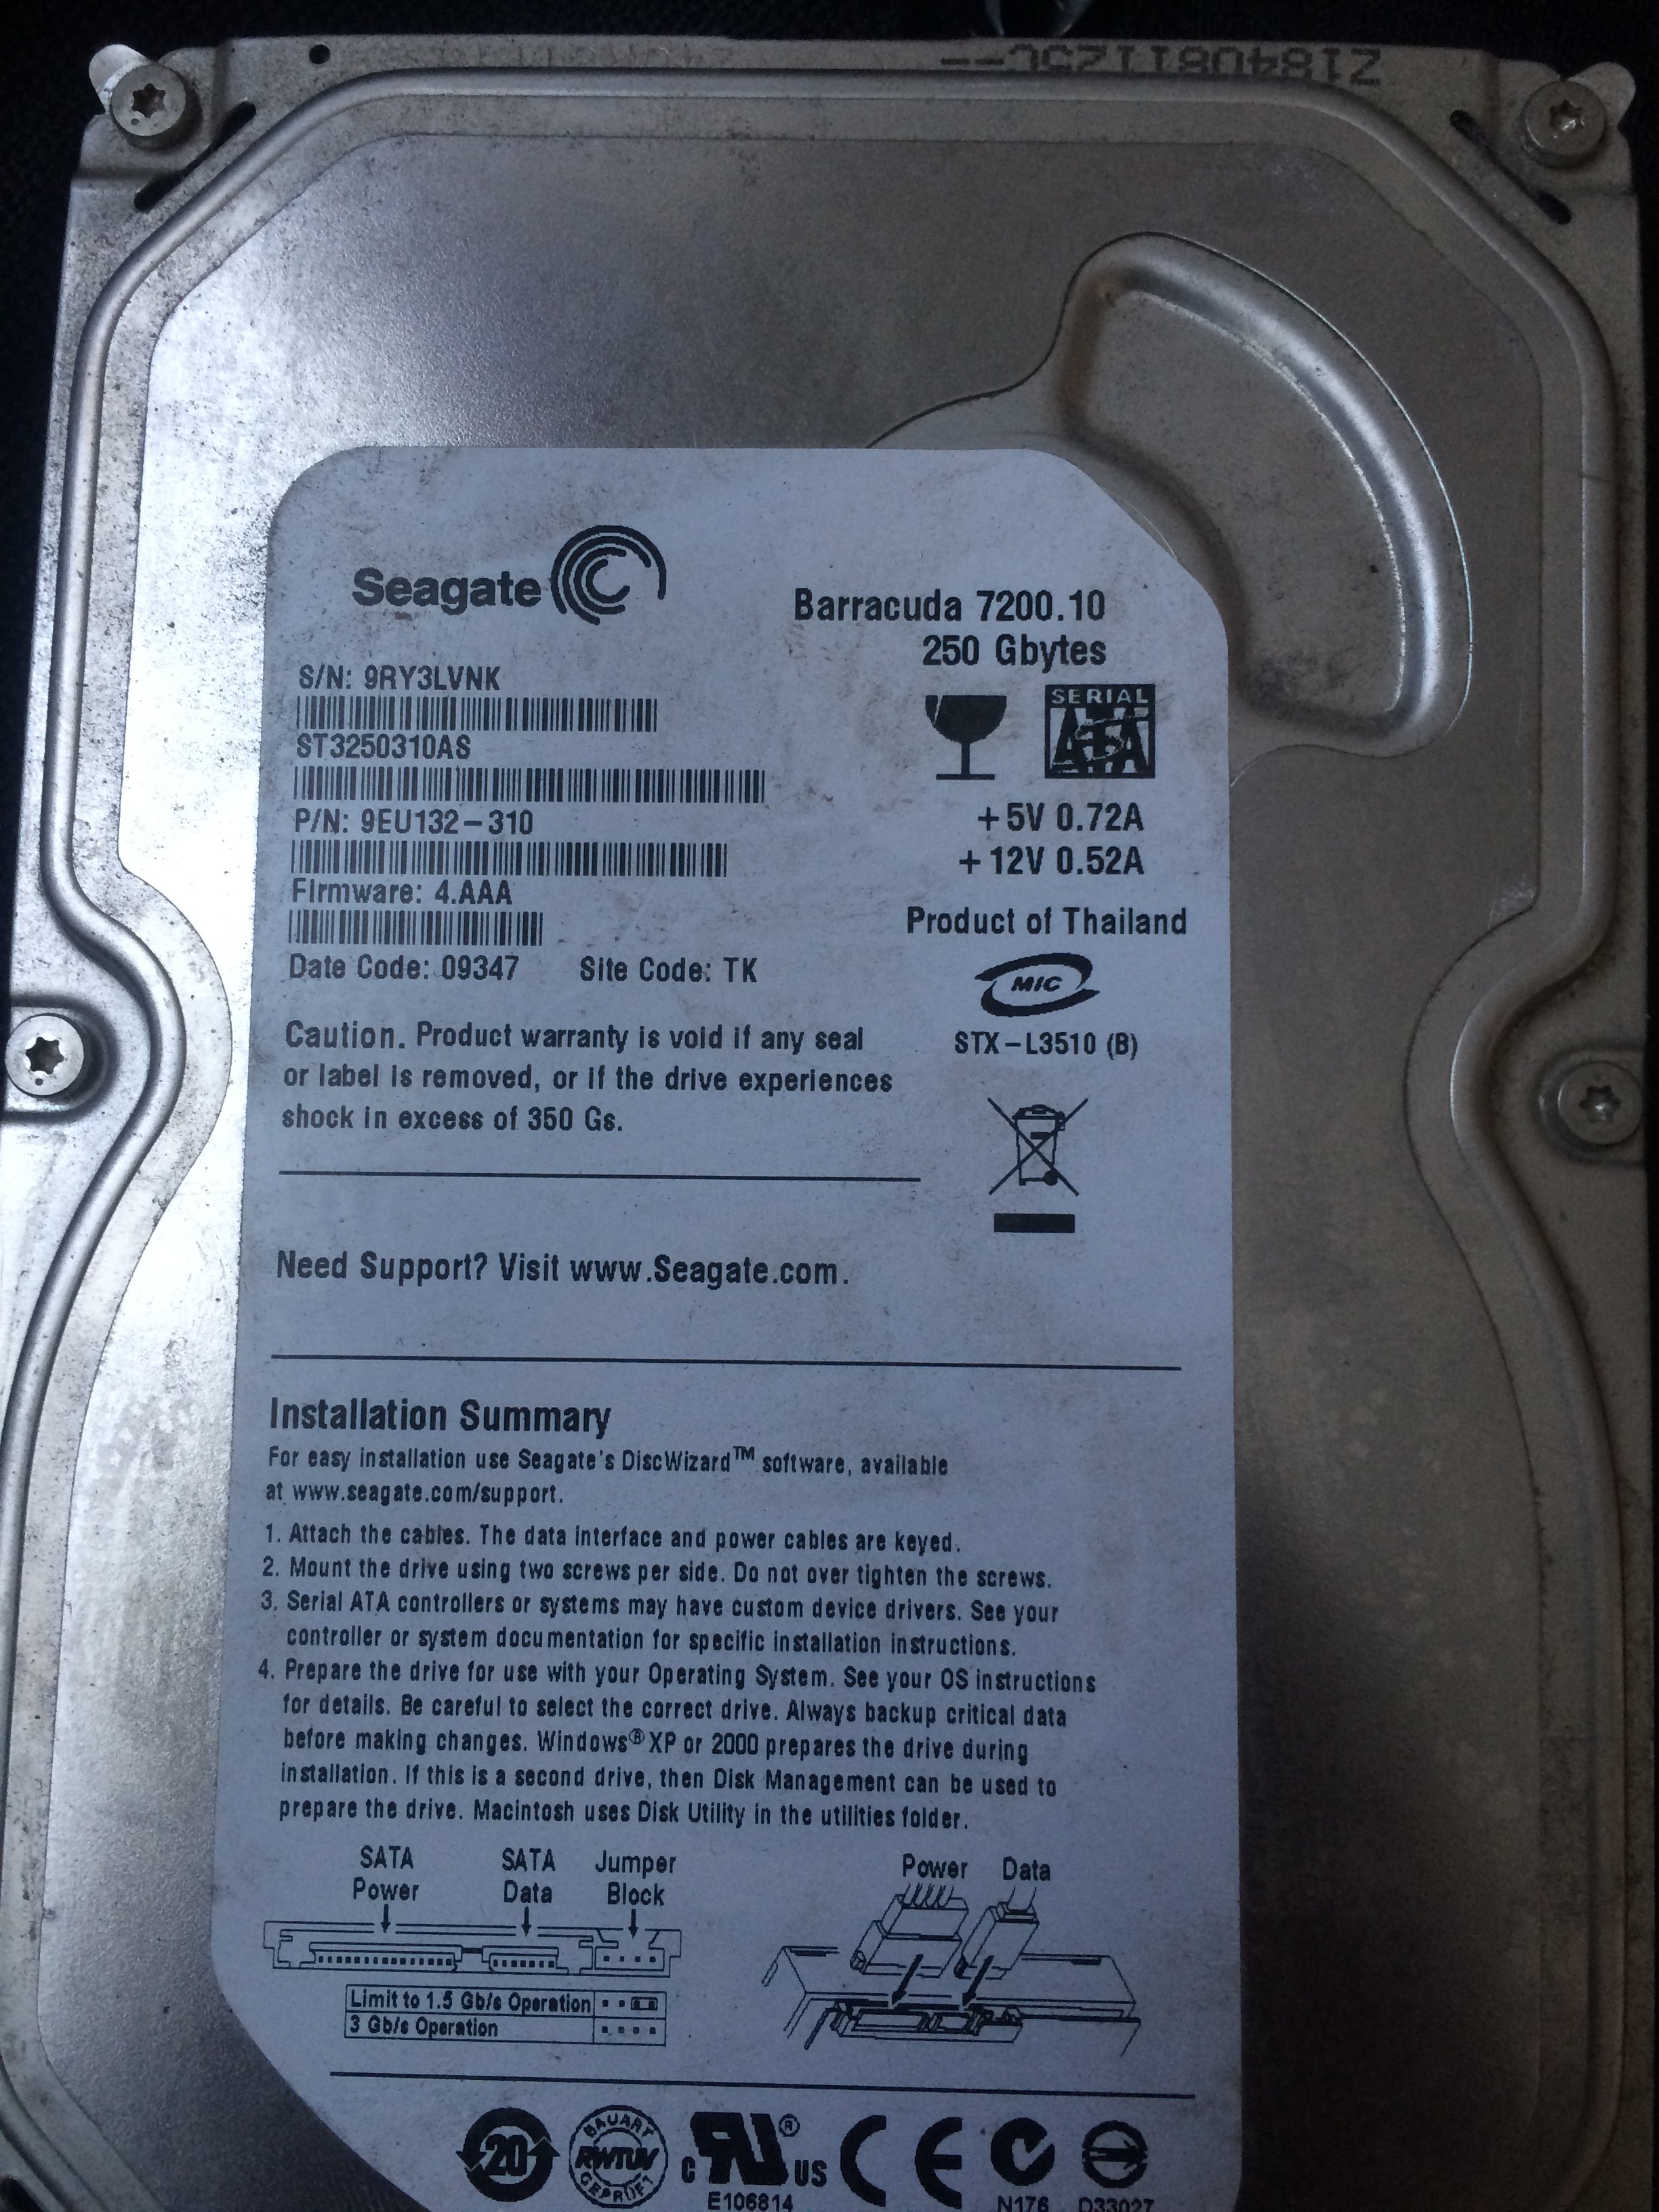 Z184081125C--
Seagate
Barracuda 7200.10
250 Gbytes
S/N: 9RY3LVNK
ST3250310AS
P/N: 9EU132-310
Firmware: 4.AAA
Date Code: 09347 Site Code: TK
SERIAL
ATA
+5V 0.72A
+12V 0.52A
Product of Thailand
MIC
STX-L3510 (B)
Caution. Product warranty is void if any seal
or label is removed, or if the drive experiences
shock in excess of 350 Gs.
Need Support? Visit www.Seagate.com.
Installation Summary
For easy installation use Seagate's DiscWizard™ software, available
at www.seagate.com/support.
1. Attach the cables. The data interface and power cables are keyed.
2. Mount the drive using two screws per side. Do not over tighten the screws.
3. Serial ATA controllers or systems may have custom device drivers. See your
controller or system documentation for specific installation instructions.
4. Prepare the drive for use with your Operating System. See your OS instructions
for details. Be careful to select the correct drive. Always backup critical data
before making changes. Windows® XP or 2000 prepares the drive during
installation. If this is a second drive, then Disk Management can be used to
prepare the drive. Macintosh uses Disk Utility in the utilities folder.
SATA Power
SATA Data
Jumper Block
Power Data
Limit to 1.5 Gb/s Operation
3 Gb/s Operation
20
BAUART
RWTUV
GEPRÜFT
c RU ® US
E106814
CE
N176
D33027